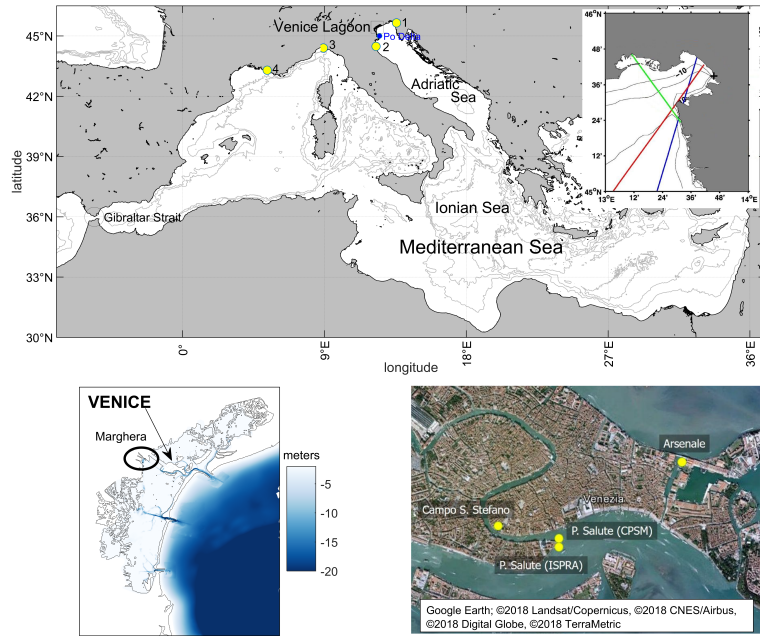 45°N
42°N
39°N
36°N
33°N
30°N
latitude
0°
9°E
18°E
27°E
36°E
longitude
Venice Lagoon
1
Po Delta
2
3
4
Adriatic
Sea
Gibraltar Strait
Ionian Sea
Mediterranean Sea
46°N
48'
36'
24'
12'
45°N
13°E
12'
24'
36'
48'
14°E
-10
VENICE
Marghera
meters
-5
-10
-15
-20
Arsenale
Venezia
Campo S. Stefano
P. Salute (CPSM)
P. Salute (ISPRA)
Google Earth; ©2018 Landsat/Copernicus, ©2018 CNES/Airbus,
©2018 Digital Globe, ©2018 TerraMetric